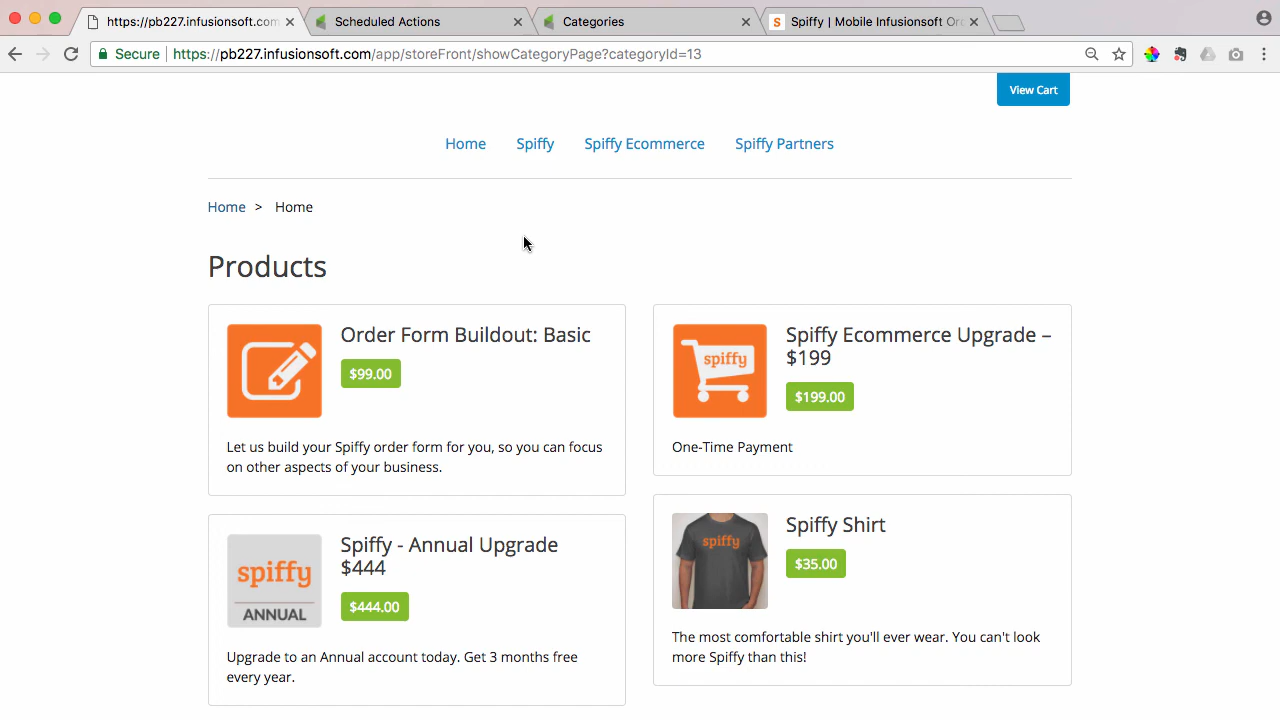 https://pb227.infusionsoft.com
Scheduled Actions
Categories
Spiffy | Mobile Infusionsoft Or
Secure
https://pb227.infusionsoft.com/app/storeFront/showCategoryPage?categoryId=13
View Cart
Home Spiffy Spiffy Ecommerce Spiffy Partners
Home > Home
Products
Order Form Buildout: Basic
$99.00
Let us build your Spiffy order form for you, so you can focus
on other aspects of your business.
spiffy
Spiffy Ecommerce Upgrade –
$199
$199.00
One-Time Payment
spiffy
ANNUAL
Spiffy - Annual Upgrade
$444
$444.00
Upgrade to an Annual account today. Get 3 months free
every year.
spiffy
Spiffy Shirt
$35.00
The most comfortable shirt you'll ever wear. You can't look
more Spiffy than this!